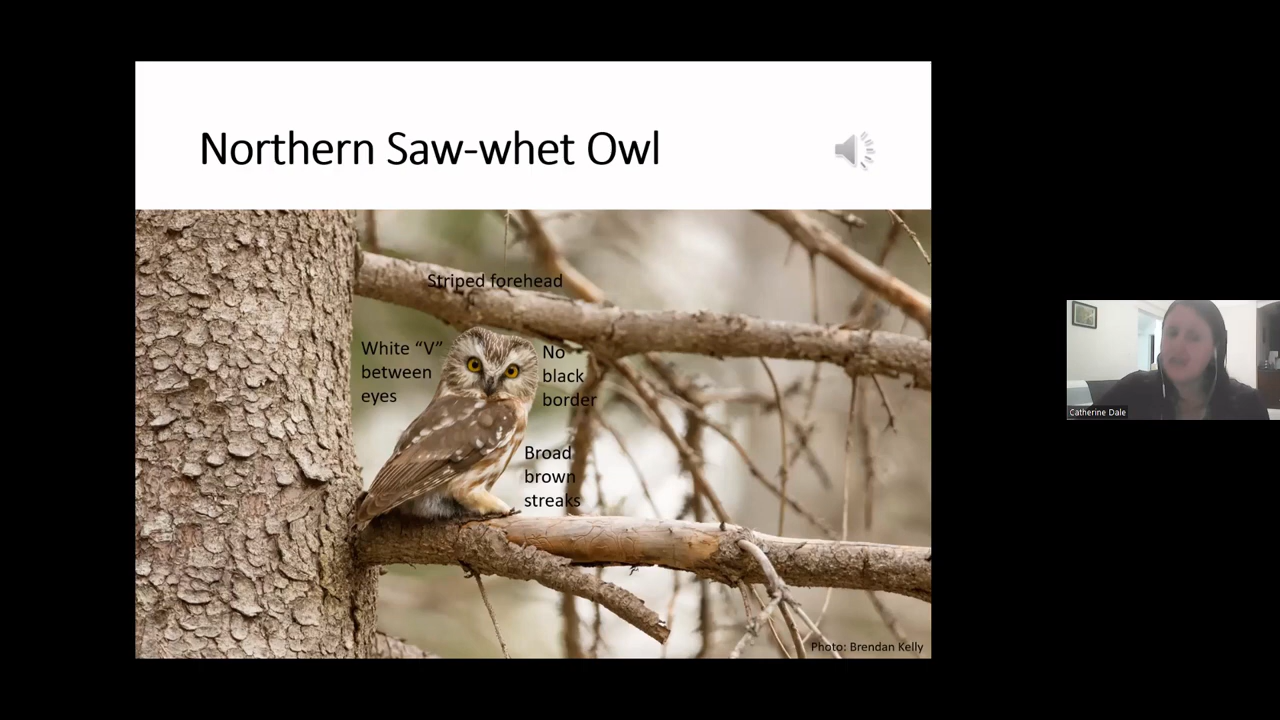 Northern Saw-whet Owl
Striped forehead
White “V”
between
eyes
No
black
border
Broad
brown
streaks
Photo: Brendan Kelly
Catherine Dale